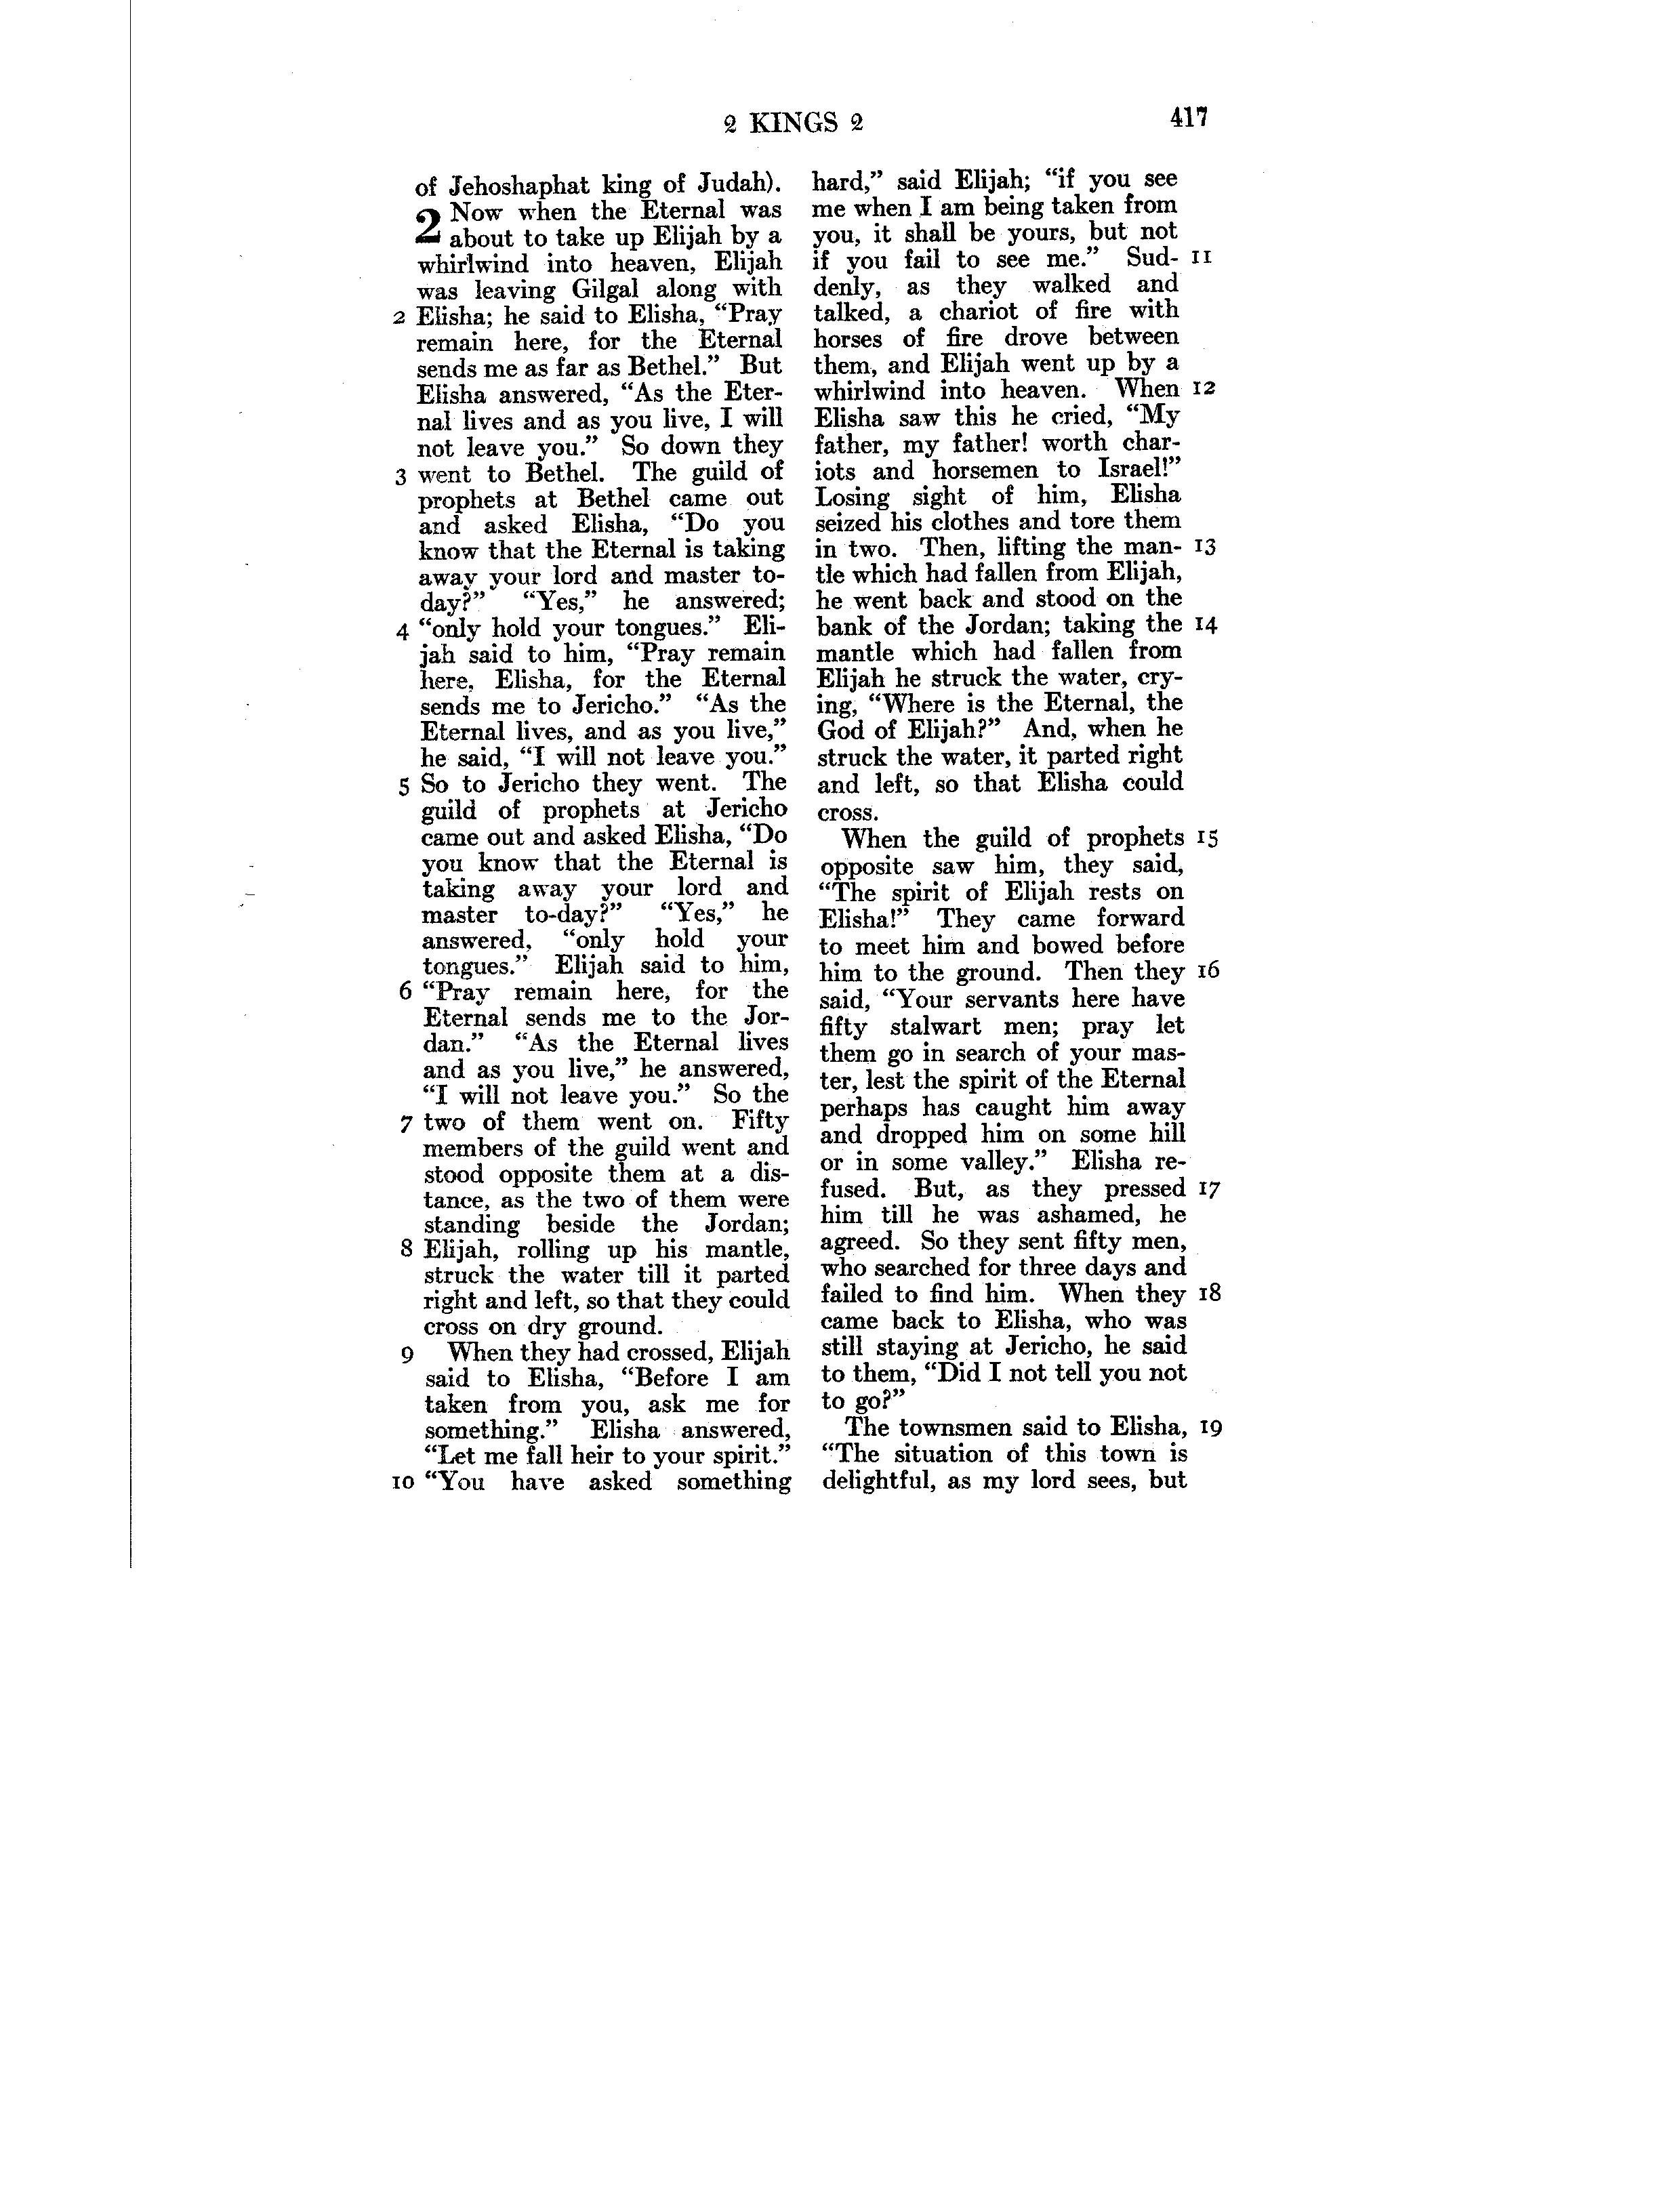 2 KINGS 2
417
of Jehoshaphat king of Judah).
2 Now when the Eternal was
about to take up Elijah by a
whirlwind into heaven, Elijah
was leaving Gilgal along with
2 Elisha; he said to Elisha, “Pray
remain here, for the Eternal
sends me as far as Bethel.” But
Elisha answered, “As the Eter-
nal lives and as you live, I will
not leave you.” So down they
3 went to Bethel. The guild of
prophets at Bethel came out
and asked Elisha, “Do you
know that the Eternal is taking
away your lord and master to-
day?” “Yes,” he answered;
4 “only hold your tongues.” Eli-
jah said to him, “Pray remain
here, Elisha, for the Eternal
sends me to Jericho.” “As the
Eternal lives, and as you live,”
he said, “I will not leave you.”
5 So to Jericho they went. The
guild of prophets at Jericho
came out and asked Elisha, “Do
you know that the Eternal is
taking away your lord and
master to-day?” “Yes,” he
answered, “only hold your
tongues.” Elijah said to him,
6 “Pray remain here, for the
Eternal sends me to the Jor-
dan.” “As the Eternal lives
and as you live,” he answered,
“I will not leave you.” So the
7 two of them went on. Fifty
members of the guild went and
stood opposite them at a dis-
tance, as the two of them were
standing beside the Jordan;
8 Elijah, rolling up his mantle,
struck the water till it parted
right and left, so that they could
cross on dry ground.
9 When they had crossed, Elijah
said to Elisha, “Before I am
taken from you, ask me for
something.” Elisha answered,
“Let me fall heir to your spirit.”
10 “You have asked something
hard,” said Elijah; “if you see
me when I am being taken from
you, it shall be yours, but not
if you fail to see me.” Sud- 11
denly, as they walked and
talked, a chariot of fire with
horses of fire drove between
them, and Elijah went up by a
whirlwind into heaven. When 12
Elisha saw this he cried, “My
father, my father! worth char-
iots and horsemen to Israel!”
Losing sight of him, Elisha
seized his clothes and tore them
in two. Then, lifting the man- 13
tle which had fallen from Elijah,
he went back and stood on the
bank of the Jordan; taking the 14
mantle which had fallen from
Elijah he struck the water, cry-
ing, “Where is the Eternal, the
God of Elijah?” And, when he
struck the water, it parted right
and left, so that Elisha could
cross.
When the guild of prophets 15
opposite saw him, they said,
“The spirit of Elijah rests on
Elisha!” They came forward
to meet him and bowed before
him to the ground. Then they 16
said, “Your servants here have
fifty stalwart men; pray let
them go in search of your mas-
ter, lest the spirit of the Eternal
perhaps has caught him away
and dropped him on some hill
or in some valley.” Elisha re-
fused. But, as they pressed 17
him till he was ashamed, he
agreed. So they sent fifty men,
who searched for three days and
failed to find him. When they 18
came back to Elisha, who was
still staying at Jericho, he said
to them, “Did I not tell you not
to go?”
The townsmen said to Elisha, 19
“The situation of this town is
delightful, as my lord sees, but